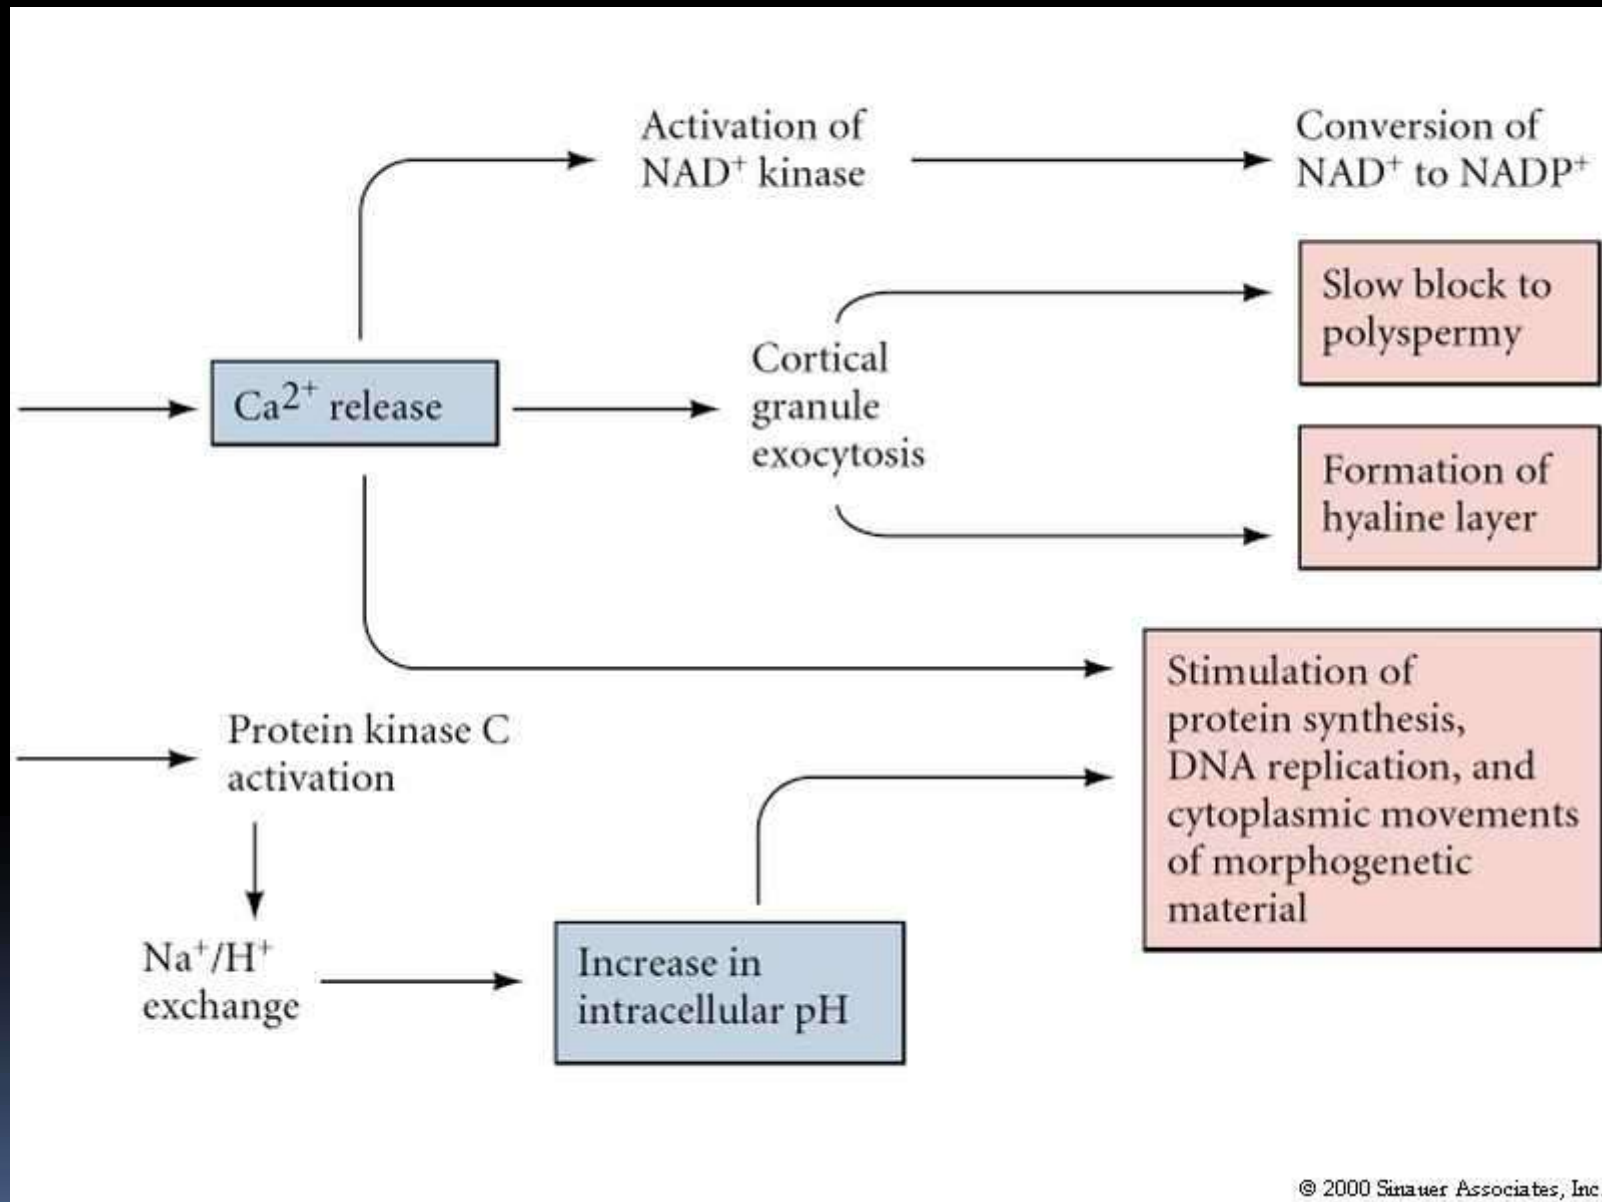 Activation of
NAD⁺ kinase
Conversion of
NAD⁺ to NADP⁺
Slow block to
polyspermy
Ca²⁺ release
Cortical
granule
exocytosis
Formation of
hyaline layer
Stimulation of
protein synthesis,
DNA replication, and
cytoplasmic movements
of morphogenetic
material
Protein kinase C
activation
Na⁺/H⁺
exchange
Increase in
intracellular pH
© 2000 Sinauer Associates, Inc